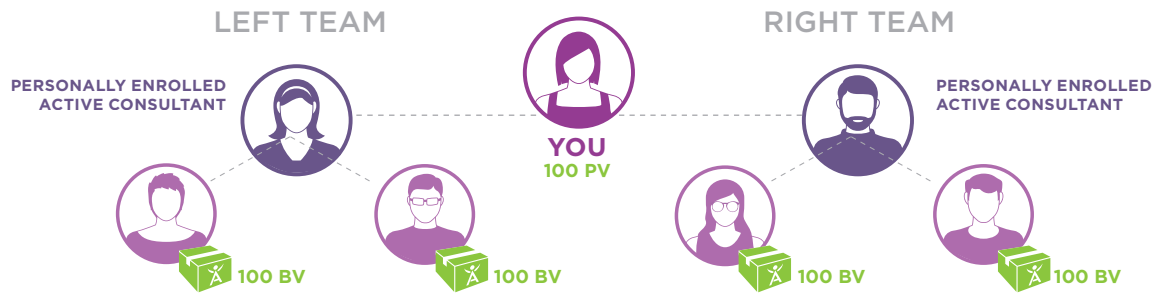 LEFT TEAM
RIGHT TEAM
PERSONALLY ENROLLED
ACTIVE CONSULTANT
PERSONALLY ENROLLED
ACTIVE CONSULTANT
YOU
100 PV
100 BV
100 BV
100 BV
100 BV